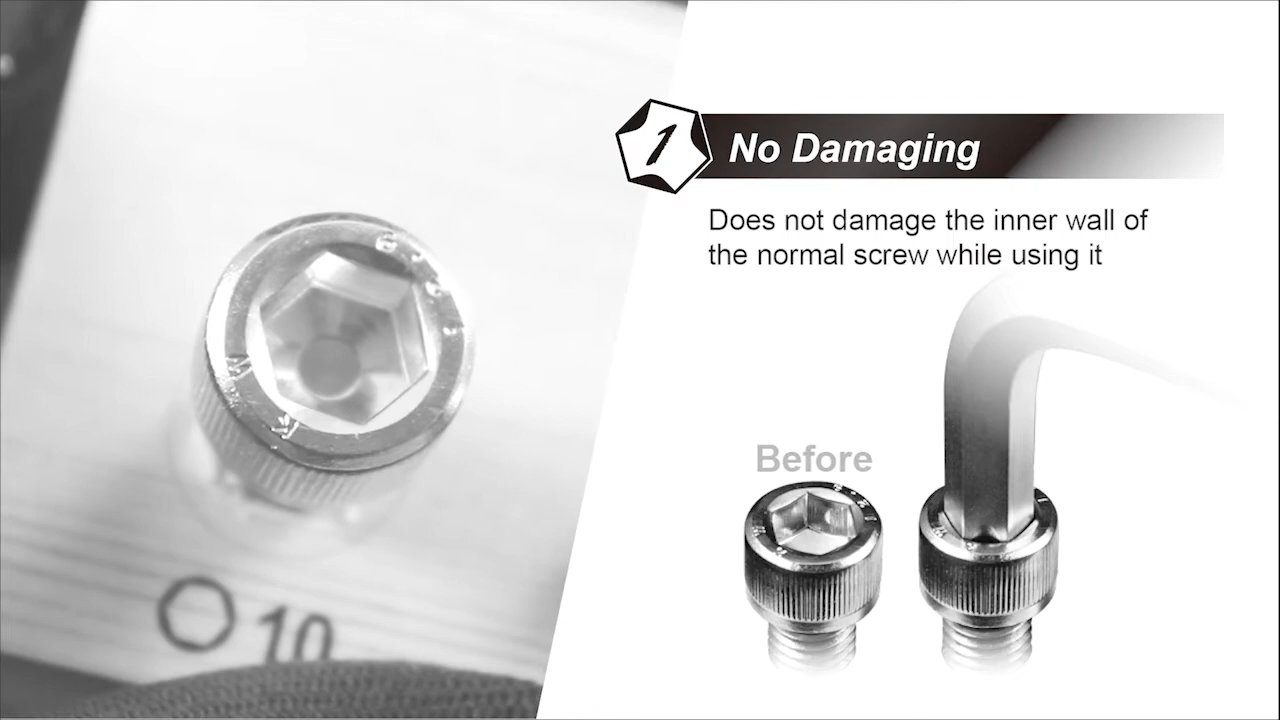 1 No Damaging
Does not damage the inner wall of
the normal screw while using it
Before
10